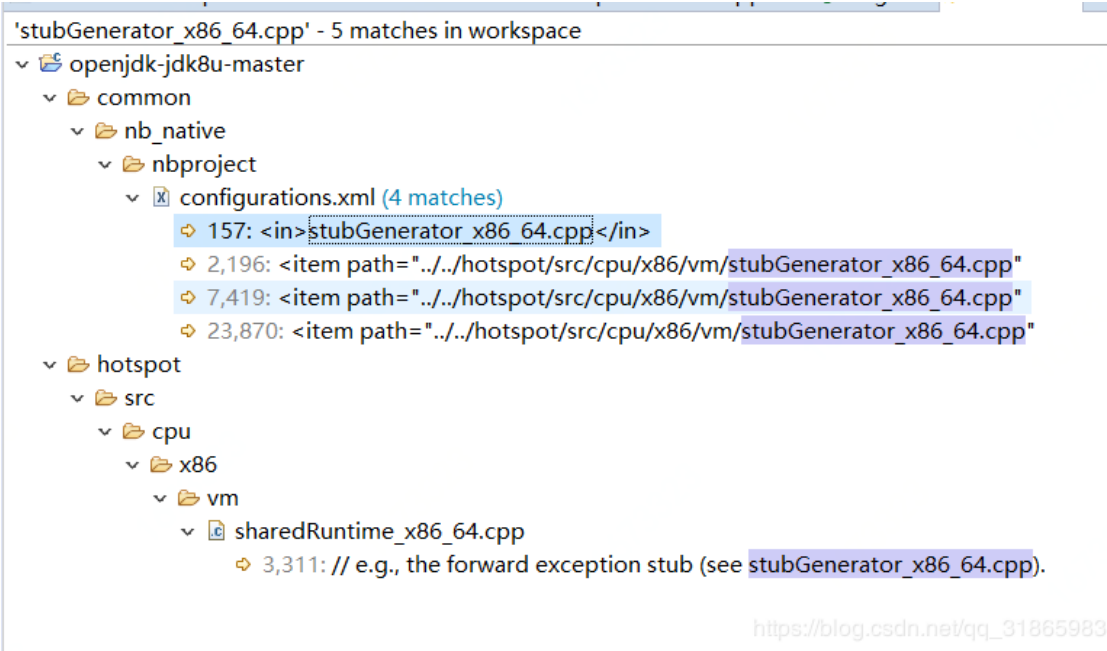 'stubGenerator_x86_64.cpp' - 5 matches in workspace
openjdk-jdk8u-master
common
nb_native
nbproject
configurations.xml (4 matches)
157: <in>stubGenerator_x86_64.cpp</in>
2,196: <item path="../../hotspot/src/cpu/x86/vm/stubGenerator_x86_64.cpp"
7,419: <item path="../../hotspot/src/cpu/x86/vm/stubGenerator_x86_64.cpp"
23,870: <item path="../../hotspot/src/cpu/x86/vm/stubGenerator_x86_64.cpp"
hotspot
src
cpu
x86
vm
sharedRuntime_x86_64.cpp
3,311: // e.g., the forward exception stub (see stubGenerator_x86_64.cpp).
https://blog.csdn.net/qq_31865983